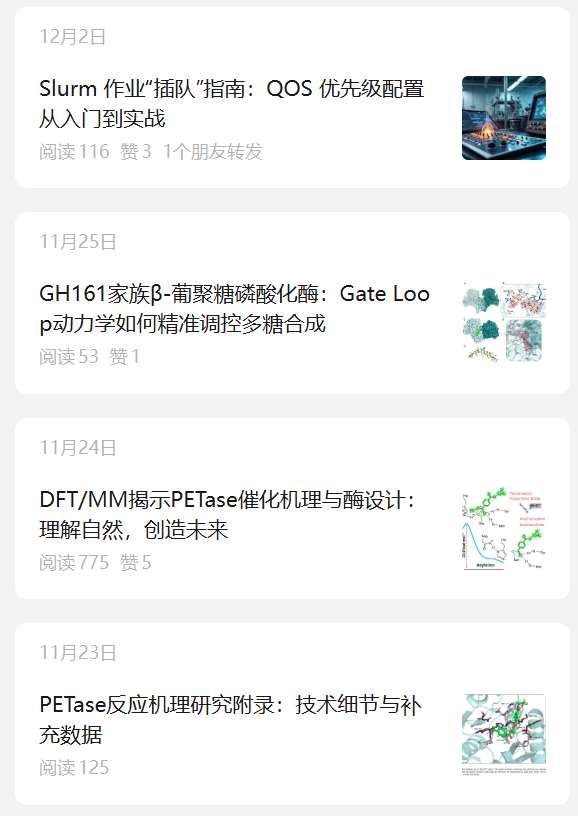 12月2日
Slurm 作业“插队”指南：QOS 优先级配置
从入门到实战
阅读 116 赞 3 1个朋友转发
11月25日
GH161家族β-葡聚糖磷酸化酶：Gate Loo
p动力学如何精准调控多糖合成
阅读 53 赞 1
11月24日
DFT/MM揭示PETase催化机理与酶设计：
理解自然，创造未来
阅读 775 赞 5
Acylation
11月23日
PETase反应机理研究附录：技术细节与补
充数据
阅读 125